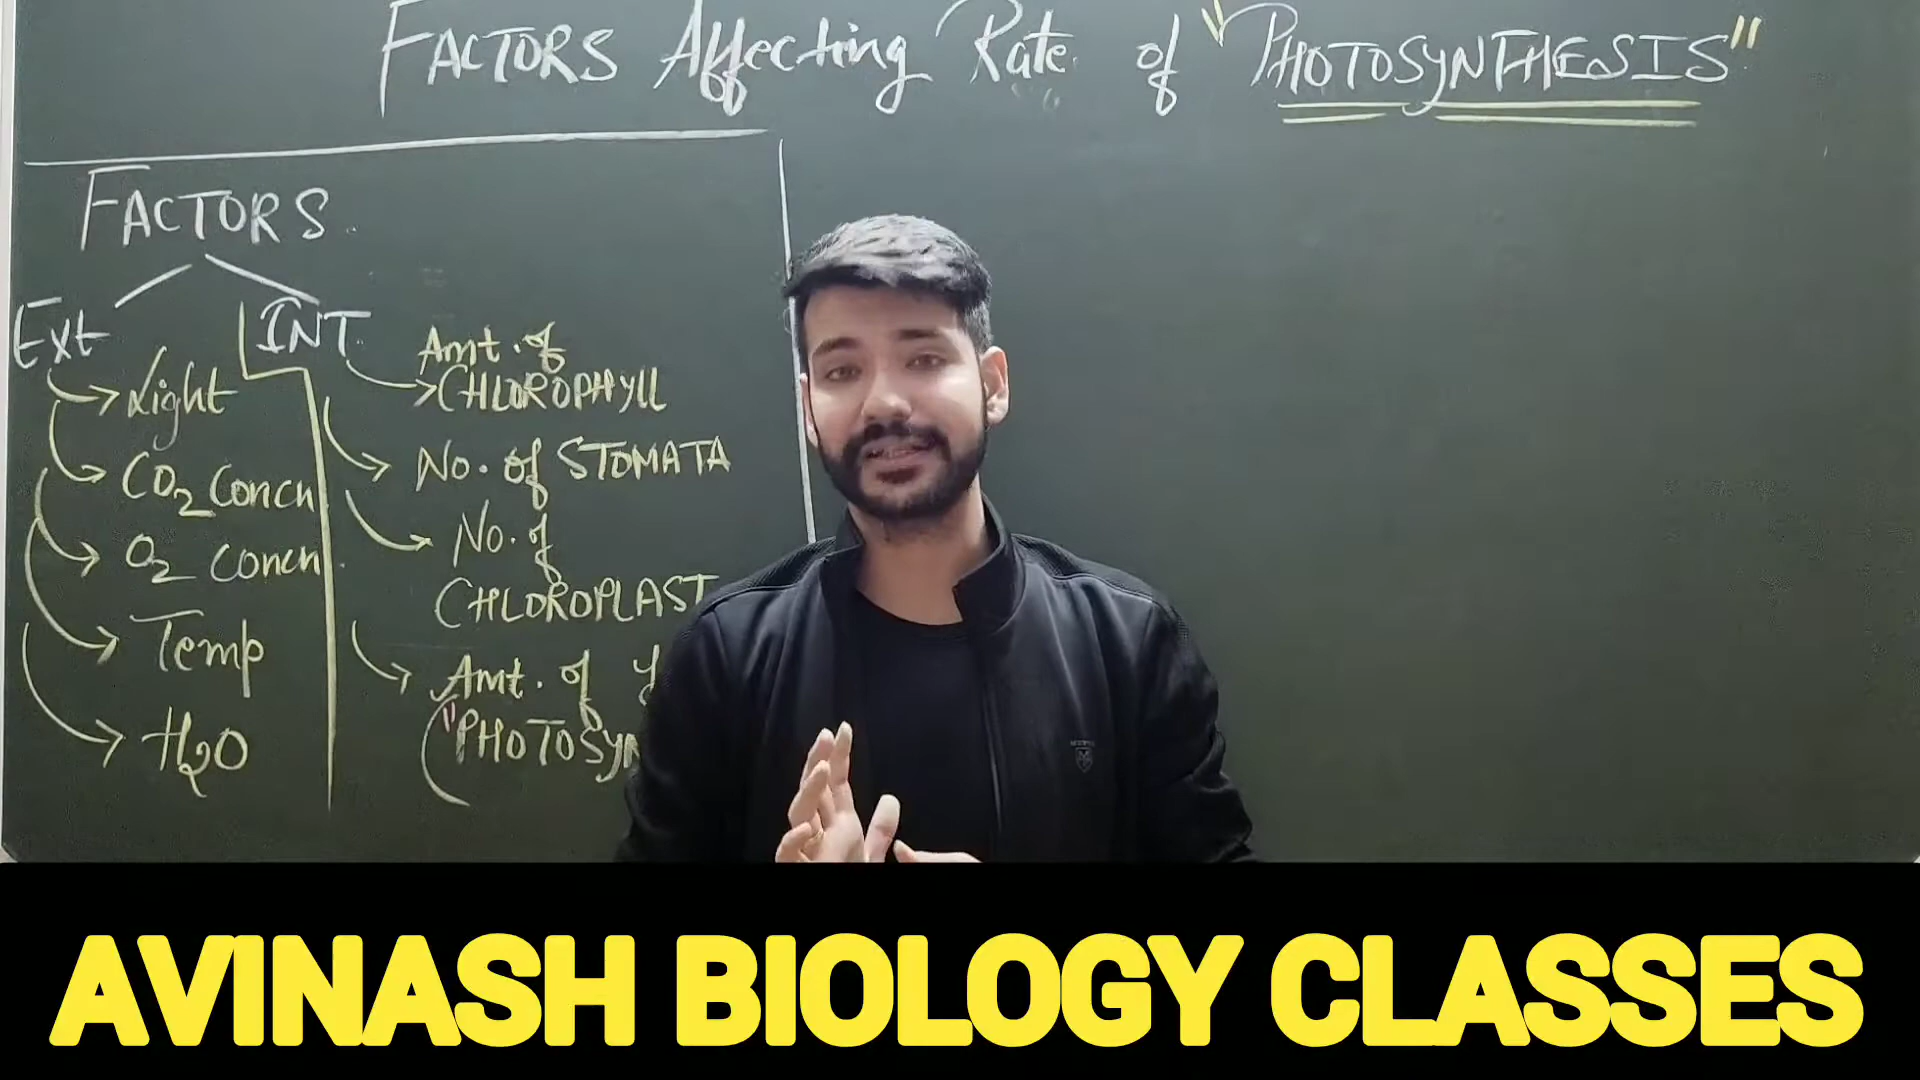 FACTORS Affecting Rate of "PHOTOSYNTHESIS"
FACTORS
Ext
Light
CO2 Concn
O2 Concn
Temp
H2O
INT
Amt. of
CHLOROPHYLL
No. of STOMATA
No. of
CHLOROPLAST
Amt. of
AVINASH BIOLOGY CLASSES